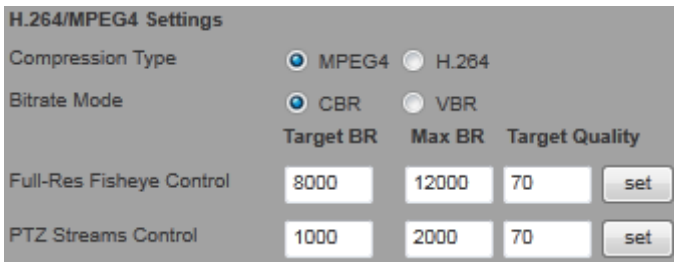 H.264/MPEG4 Settings
Compression Type MPEG4 H.264
Bitrate Mode CBR VBR
Target BR Max BR Target Quality
Full-Res Fisheye Control 8000 12000 70 set
PTZ Streams Control 1000 2000 70 set